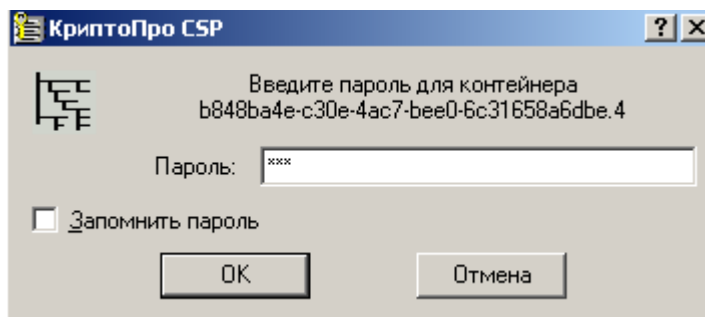 КриптоПро CSP
Введите пароль для контейнера
b848ba4e-c30e-4ac7-bee0-6c31658a6dbe.4
Пароль: ×××
Запомнить пароль
OK Отмена